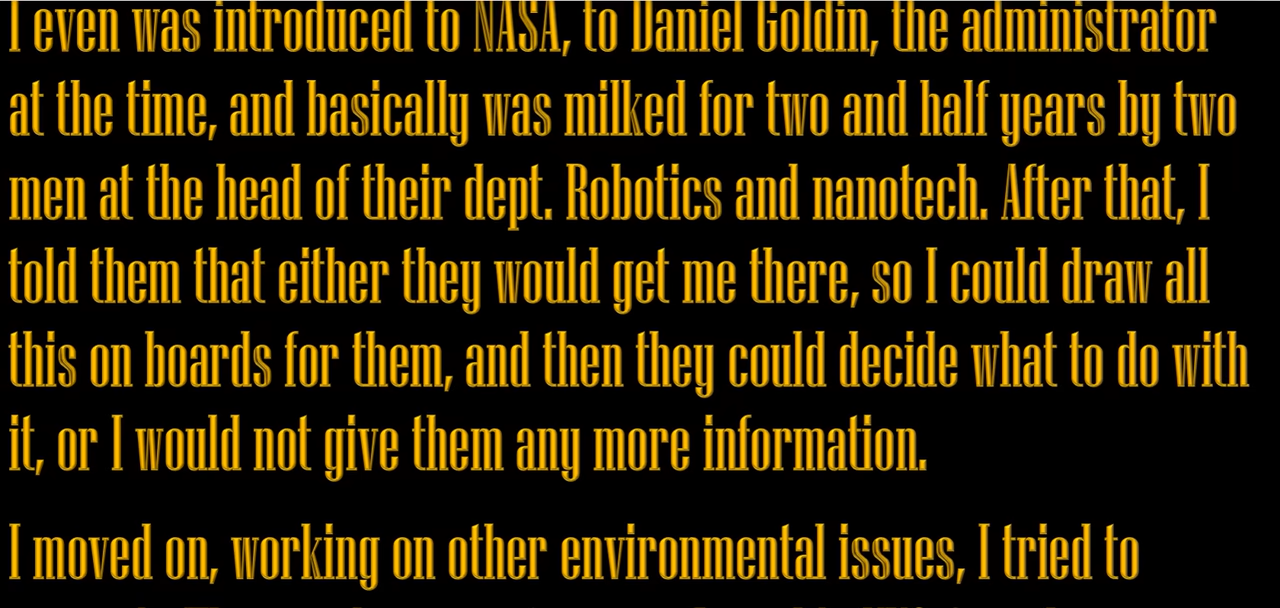 I even was introduced to NASA, to Daniel Goldin, the administrator
at the time, and basically was milked for two and half years by two
men at the head of their dept. Robotics and nanotech. After that, I
told them that either they would get me there, so I could draw all
this on boards for them, and then they could decide what to do with
it, or I would not give them any more information.
I moved on, working on other environmental issues, I tried to